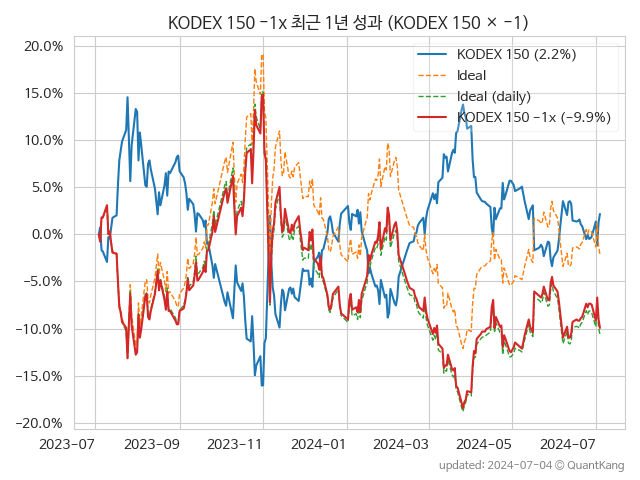 KODEX 150 -1x 최근 1년 성과 (KODEX 150 × -1)
KODEX 150 (2.2%)
Ideal
Ideal (daily)
KODEX 150 -1x (-9.9%)
20.0%
15.0%
10.0%
5.0%
0.0%
-5.0%
-10.0%
-15.0%
-20.0%
2023-07 2023-09 2023-11 2024-01 2024-03 2024-05 2024-07
updated: 2024-07-04 © QuantKang